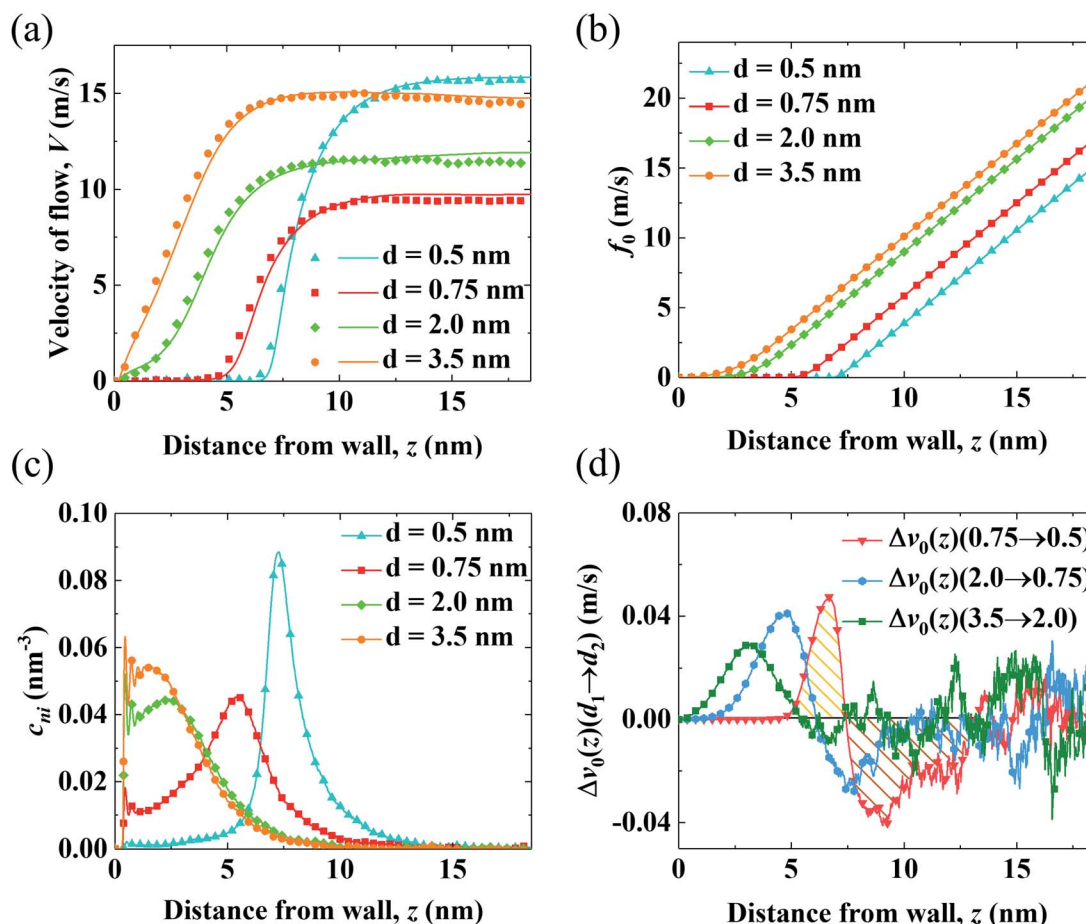 (a)
Velocity of flow, V (m/s)
15
10
5
0
d = 0.5 nm
d = 0.75 nm
d = 2.0 nm
d = 3.5 nm
0 5 10 15
Distance from wall, z (nm)
(b)
f₀ (m/s)
20
15
10
5
0
d = 0.5 nm
d = 0.75 nm
d = 2.0 nm
d = 3.5 nm
0 5 10 15
Distance from wall, z (nm)
(c)
cₙᵢ (nm⁻³)
0.10
0.08
0.06
0.04
0.02
0.00
d = 0.5 nm
d = 0.75 nm
d = 2.0 nm
d = 3.5 nm
0 5 10 15
Distance from wall, z (nm)
(d)
Δv₀(z)(d₁→d₂) (m/s)
0.08
0.04
0.00
-0.04
Δv₀(z)(0.75→0.5)
Δv₀(z)(2.0→0.75)
Δv₀(z)(3.5→2.0)
0 5 10 15
Distance from wall, z (nm)